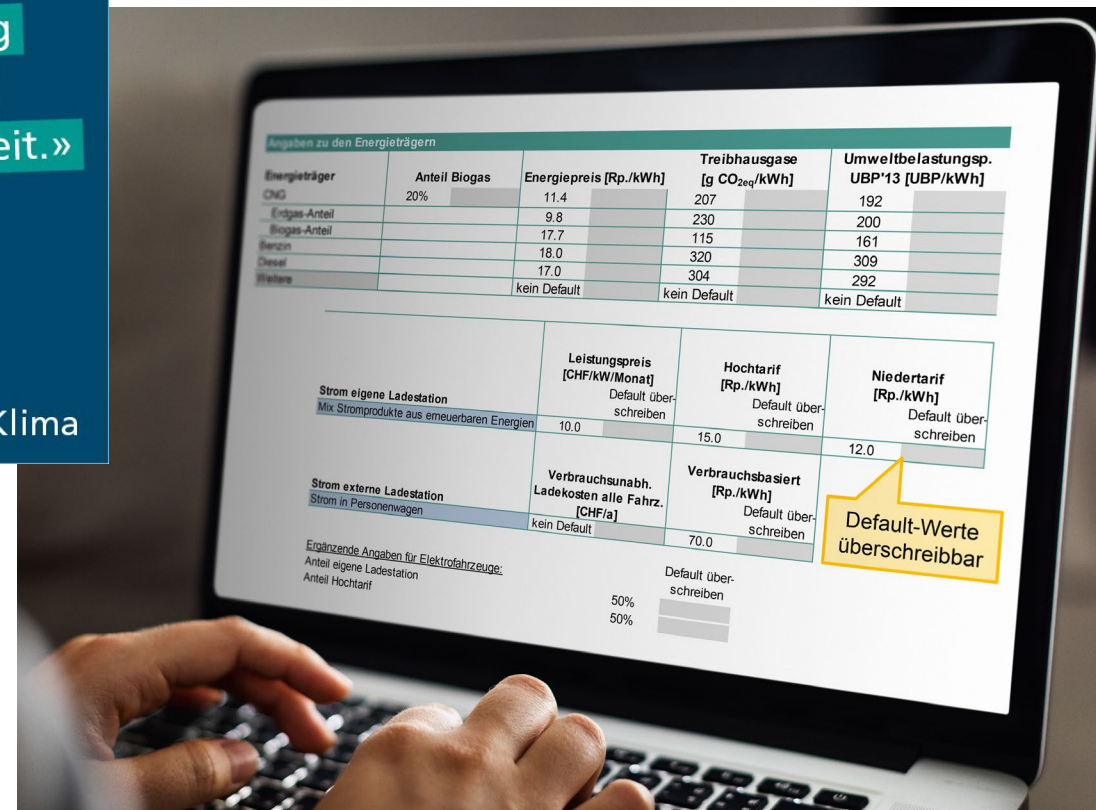 g
eit.»
Klima
Angaben zu den Energieträgern
Energieträger Anteil Biogas Energiepreis [Rp./kWh] Treibhausgase [g CO2eq/kWh] Umweltbelastungsp. UBP'13 [UBP/kWh]
CNG 20% 11.4 207 192
Erdgas-Anteil 9.8 230 200
Biogas-Anteil 17.7 115 161
Benzin 18.0 320 309
Diesel 17.0 304 292
Weitere kein Default kein Default kein Default
Leistungspreis
[CHF/kW/Monat]
Default über-
schreiben
Hochtarif
[Rp./kWh]
Default über-
schreiben
Niedertarif
[Rp./kWh]
Default über-
schreiben
Strom eigene Ladestation
Mix Stromprodukte aus erneuerbaren Energien 10.0 15.0 12.0
Verbrauchsunabh.
Ladekosten alle Fahrz.
[CHF/a]
Verbrauchsbasiert
[Rp./kWh]
Default über-
schreiben
Strom externe Ladestation
Strom in Personenwagen kein Default 70.0
Default-Werte
überschreibbar
Ergänzende Angaben für Elektrofahrzeuge:
Default über-
schreiben
Anteil eigene Ladestation 50%
Anteil Hochtarif 50%